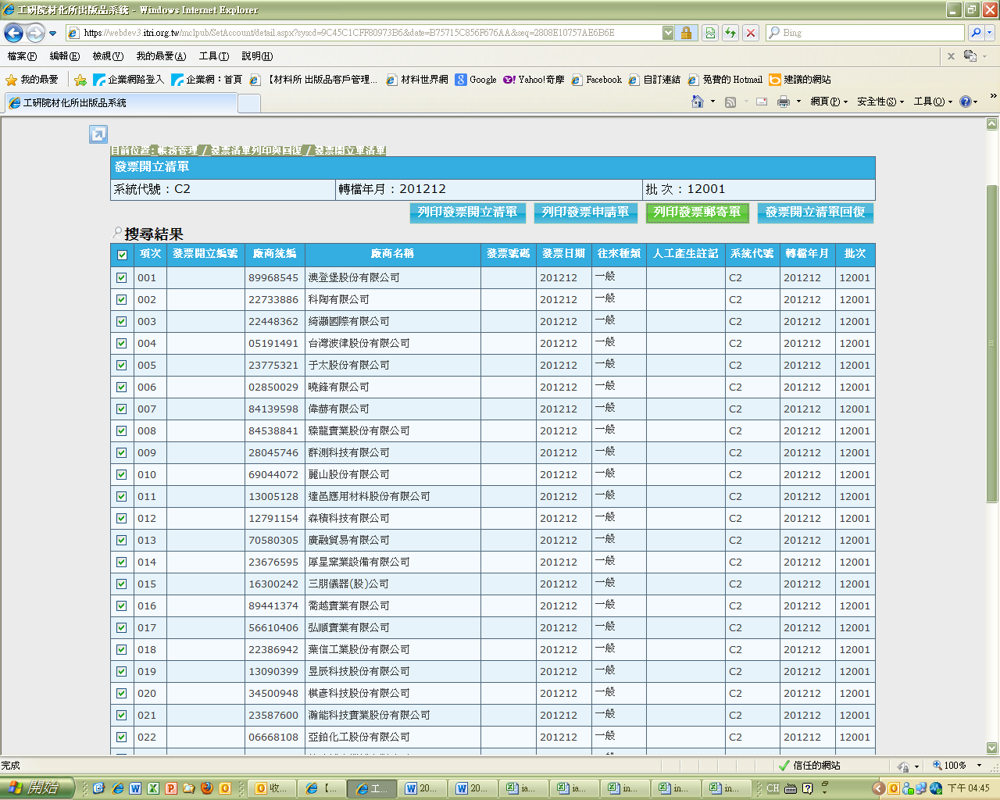 工研院材化所出版品系統 - Windows Internet Explorer
https://webdev3.itri.org.tw/mclpub/SetAccount/detail.aspx?syscd=9C45C1CFF80973B6&date=B75715C856F676AA&seq=2808E10757AE6B6E
Bing
檔案(F) 編輯(E) 檢視(V) 我的最愛(A) 工具(T) 說明(H)
我的最愛 企業網路登入 企業網：首頁 【材料所 出版品客戶管理... 材料世界網 Google Yahoo!奇摩 Facebook 自訂連結 免費的 Hotmail 建議的網站
工研院材化所出版品系統 網頁(P) 安全性(S) 工具(O)
目前位置: 帳務管理 / 發票清單列印與回復 / 發票開立單清單
發票開立清單
系統代號：C2 轉檔年月：201212 批 次：12001
列印發票開立清單 列印發票申請單 列印發票郵寄單 發票開立清單回復
搜尋結果
項次 發票開立編號 廠商統編 廠商名稱 發票號碼 發票日期 往來種類 人工產生註記 系統代號 轉檔年月 批次
001 89968545 澳登堡股份有限公司 201212 一般 C2 201212 12001
002 22733886 科陶有限公司 201212 一般 C2 201212 12001
003 22448362 綺瀨國際有限公司 201212 一般 C2 201212 12001
004 05191491 台灣波律股份有限公司 201212 一般 C2 201212 12001
005 23775321 于太股份有限公司 201212 一般 C2 201212 12001
006 02850029 曉鋒有限公司 201212 一般 C2 201212 12001
007 84139598 偉赫有限公司 201212 一般 C2 201212 12001
008 84538841 臻龍實業股份有限公司 201212 一般 C2 201212 12001
009 28045746 群測科技有限公司 201212 一般 C2 201212 12001
010 69044072 麗山股份有限公司 201212 一般 C2 201212 12001
011 13005128 達邑應用材料股份有限公司 201212 一般 C2 201212 12001
012 12791154 森積科技有限公司 201212 一般 C2 201212 12001
013 70580305 廣融貿易有限公司 201212 一般 C2 201212 12001
014 23676595 厚星窯業設備有限公司 201212 一般 C2 201212 12001
015 16300242 三朋儀器(股)公司 201212 一般 C2 201212 12001
016 89441374 喬越實業有限公司 201212 一般 C2 201212 12001
017 56610406 弘順實業有限公司 201212 一般 C2 201212 12001
018 22386942 葉信工業股份有限公司 201212 一般 C2 201212 12001
019 13090399 昱辰科技股份有限公司 201212 一般 C2 201212 12001
020 34500948 棋彥科技股份有限公司 201212 一般 C2 201212 12001
021 23587600 瀚能科技實業股份有限公司 201212 一般 C2 201212 12001
022 06668108 亞鉑化工股份有限公司 201212 一般 C2 201212 12001
完成 信任的網站 100%
開始 收... 【... 工... 20... 20... ia... ia... in... in... in... CH 下午 04:45